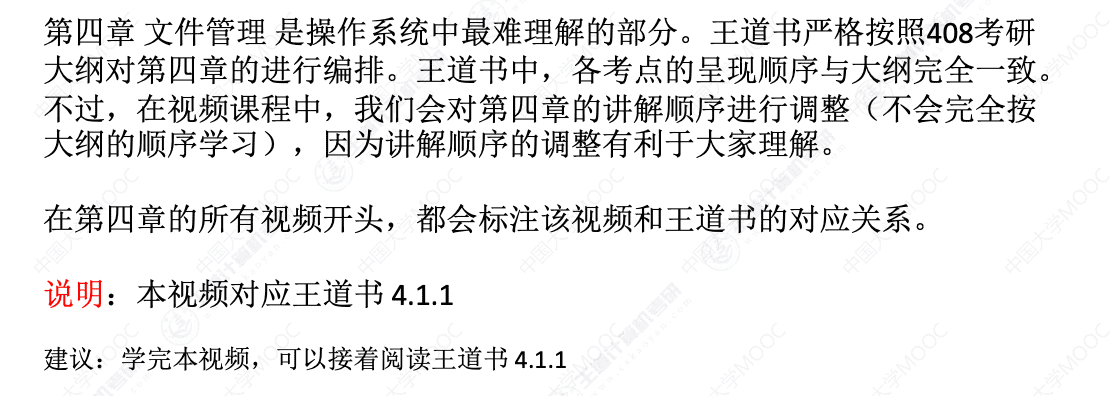 第四章 文件管理 是操作系统中最难理解的部分。王道书严格按照408考研
大纲对第四章的进行编排。王道书中，各考点的呈现顺序与大纲完全一致。
不过，在视频课程中，我们会对第四章的讲解顺序进行调整（不会完全按
大纲的顺序学习），因为讲解顺序的调整有利于大家理解。
在第四章的所有视频开头，都会标注该视频和王道书的对应关系。
说明：本视频对应王道书 4.1.1
建议：学完本视频，可以接着阅读王道书 4.1.1